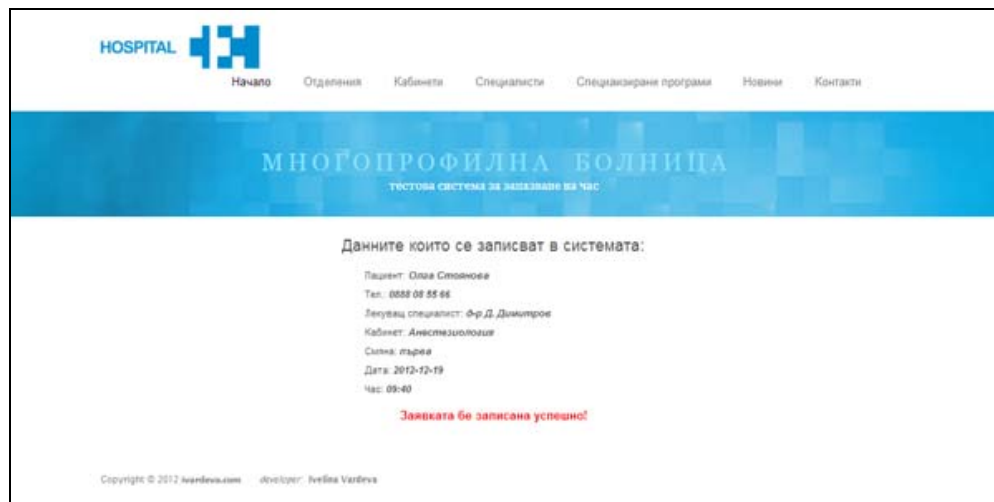 HOSPITAL
Начало Отделения Кабинети Специалисти Специаизирани програми Новини Контакти
МНОГОПРОФИЛНА БОЛНИЦА
тестова система за запазване на час
Данните които се записват в системата:
Пациент: Олга Стоянова
Тел.: 0888 08 55 66
Лекуващ специалист: д-р Д. Димитров
Кабинет: Анестезиология
Смяна: първа
Дата: 2012-12-19
Час: 09:40
Заявката бе записана успешно!
Copyright © 2012 ivardeva.com developer: Ivelina Vardeva